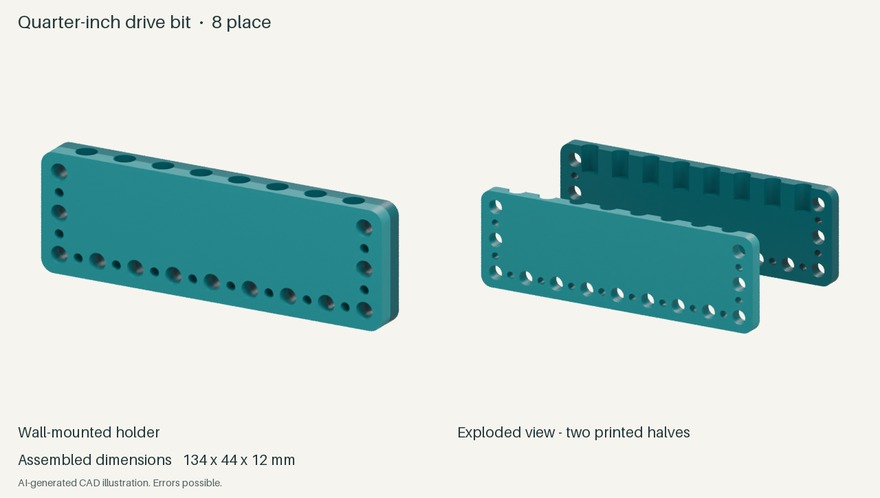 Quarter-inch drive bit · 8 place
Wall-mounted holder
Exploded view - two printed halves
Assembled dimensions 134 x 44 x 12 mm
AI-generated CAD illustration. Errors possible.